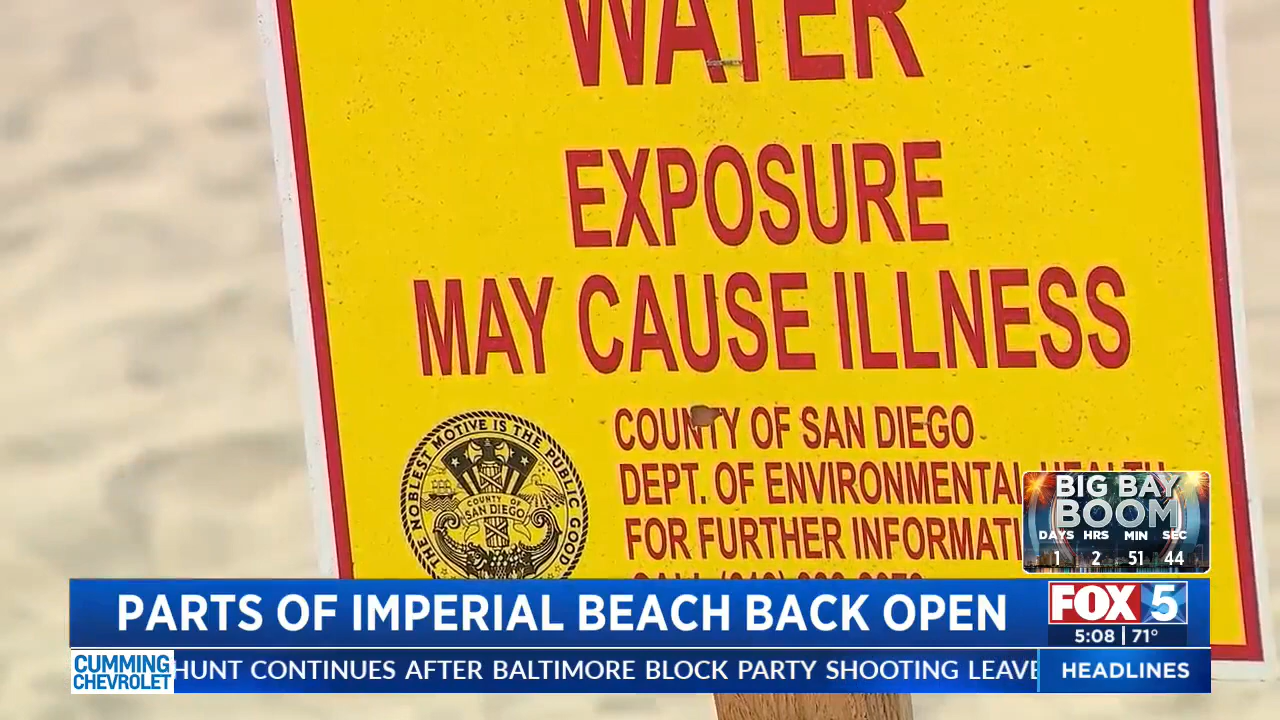 WATER
EXPOSURE
MAY CAUSE ILLNESS
THE NOBLEST MOTIVE IS THE PUBLIC GOOD
COUNTY OF
SAN DIEGO
COUNTY OF SAN DIEGO
DEPT. OF ENVIRONMENTAL HEALTH
FOR FURTHER INFORMATI
BIG BAY
BOOM
DAYS HRS MIN SEC
1 2 51 44
PARTS OF IMPERIAL BEACH BACK OPEN
FOX 5
5:08 | 71°
CUMMING
CHEVROLET
HUNT CONTINUES AFTER BALTIMORE BLOCK PARTY SHOOTING LEAVE
HEADLINES